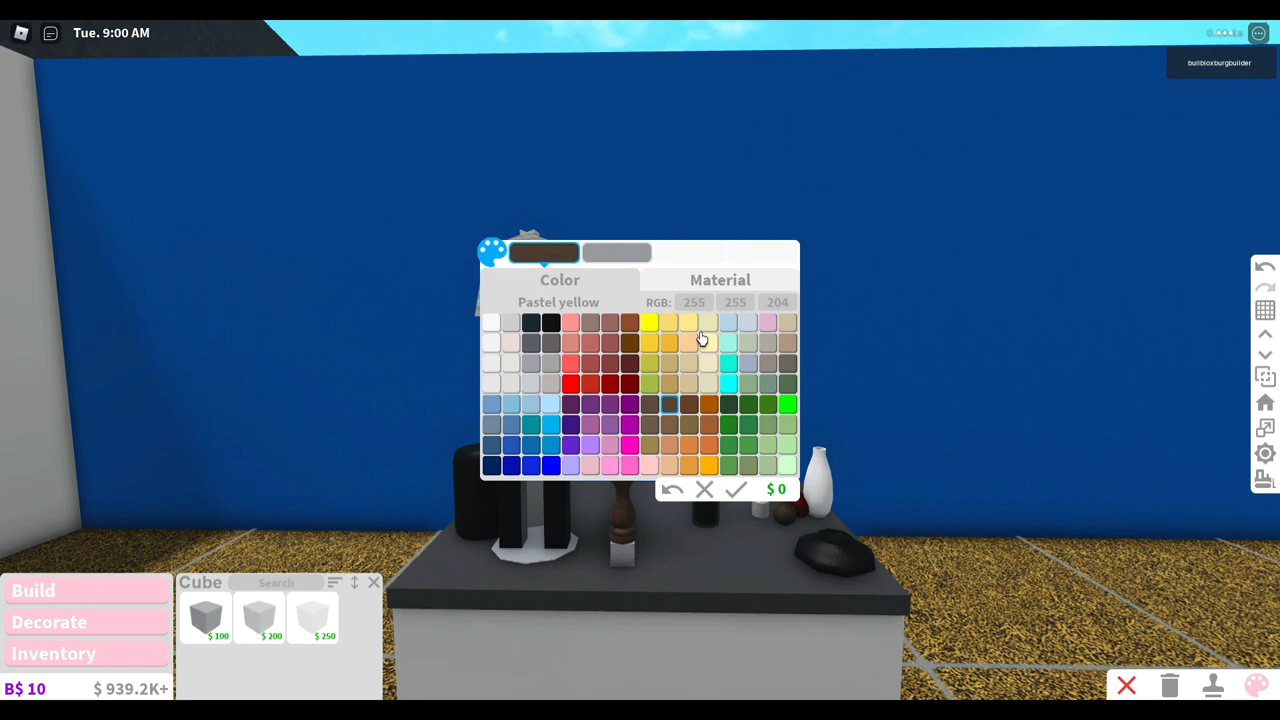 Tue. 9:00 AM
bullbloxburgbuilder
Color
Material
Pastel yellow
RGB: 255 255 204
$ 0
Build
Decorate
Inventory
B$ 10 $ 939.2K+
Cube
Search
$ 100 $ 200 $ 250